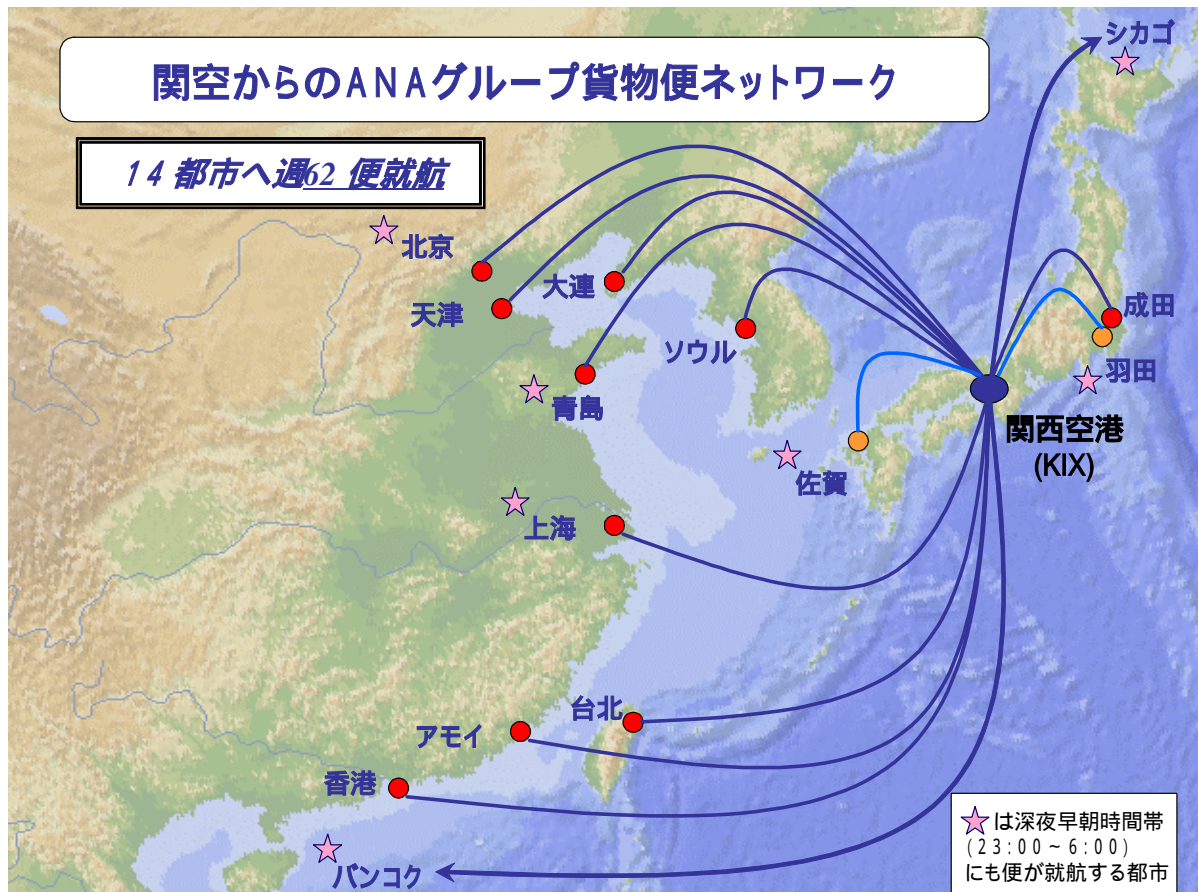 シカゴ
関空からのANAグループ貨物便ネットワーク
14都市へ週62便就航
北京
大連
天津
成田
ソウル
羽田
青島
関西空港
(KIX)
佐賀
上海
台北
アモイ
香港
バンコク
☆は深夜早朝時間帯
(23:00~6:00)
にも便が就航する都市